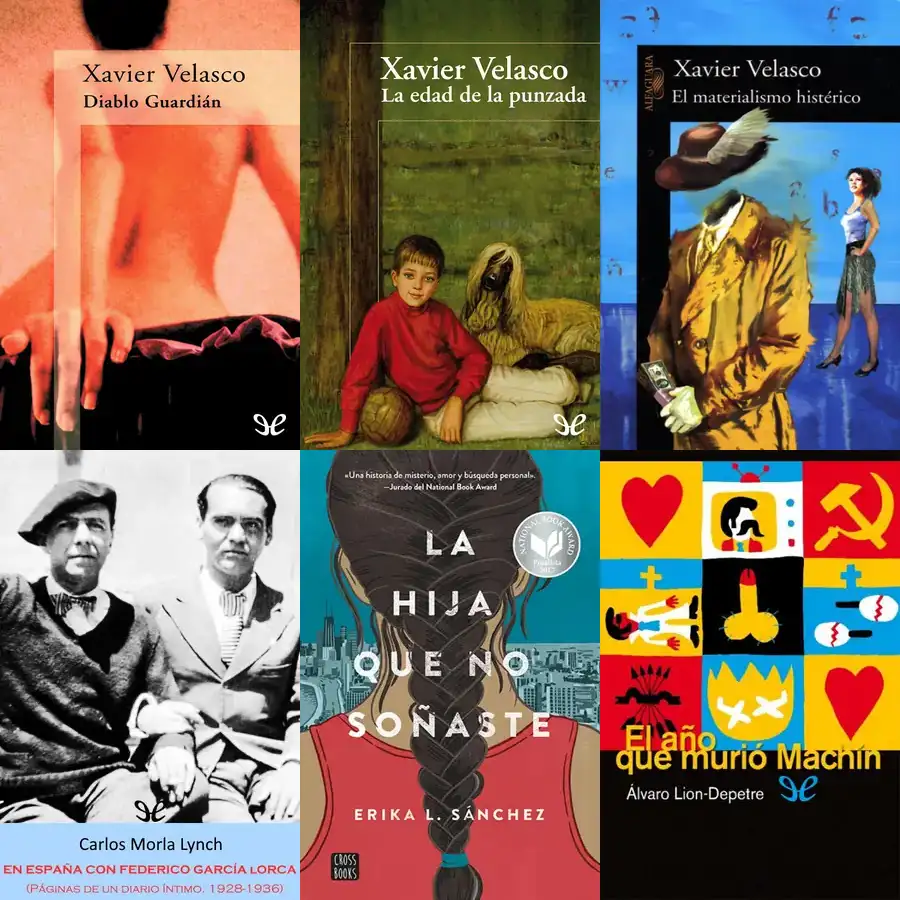 Xavier Velasco
Diablo Guardián
Xavier Velasco
La edad de la punzada
ALFAGUARA
Xavier Velasco
El materialismo histérico
Carlos Morla Lynch
EN ESPAÑA CON FEDERICO GARCÍA LORCA
(PÁGINAS DE UN DIARIO ÍNTIMO. 1928-1936)
«Una historia de misterio, amor y búsqueda personal».
—Jurado del National Book Award
NATIONAL BOOK AWARD
Finalista
2017
LA
HIJA
QUE NO
SOÑASTE
ERIKA L. SÁNCHEZ
CROSS
BOOKS
El año
que murió Machín
Álvaro Lion-Depetre